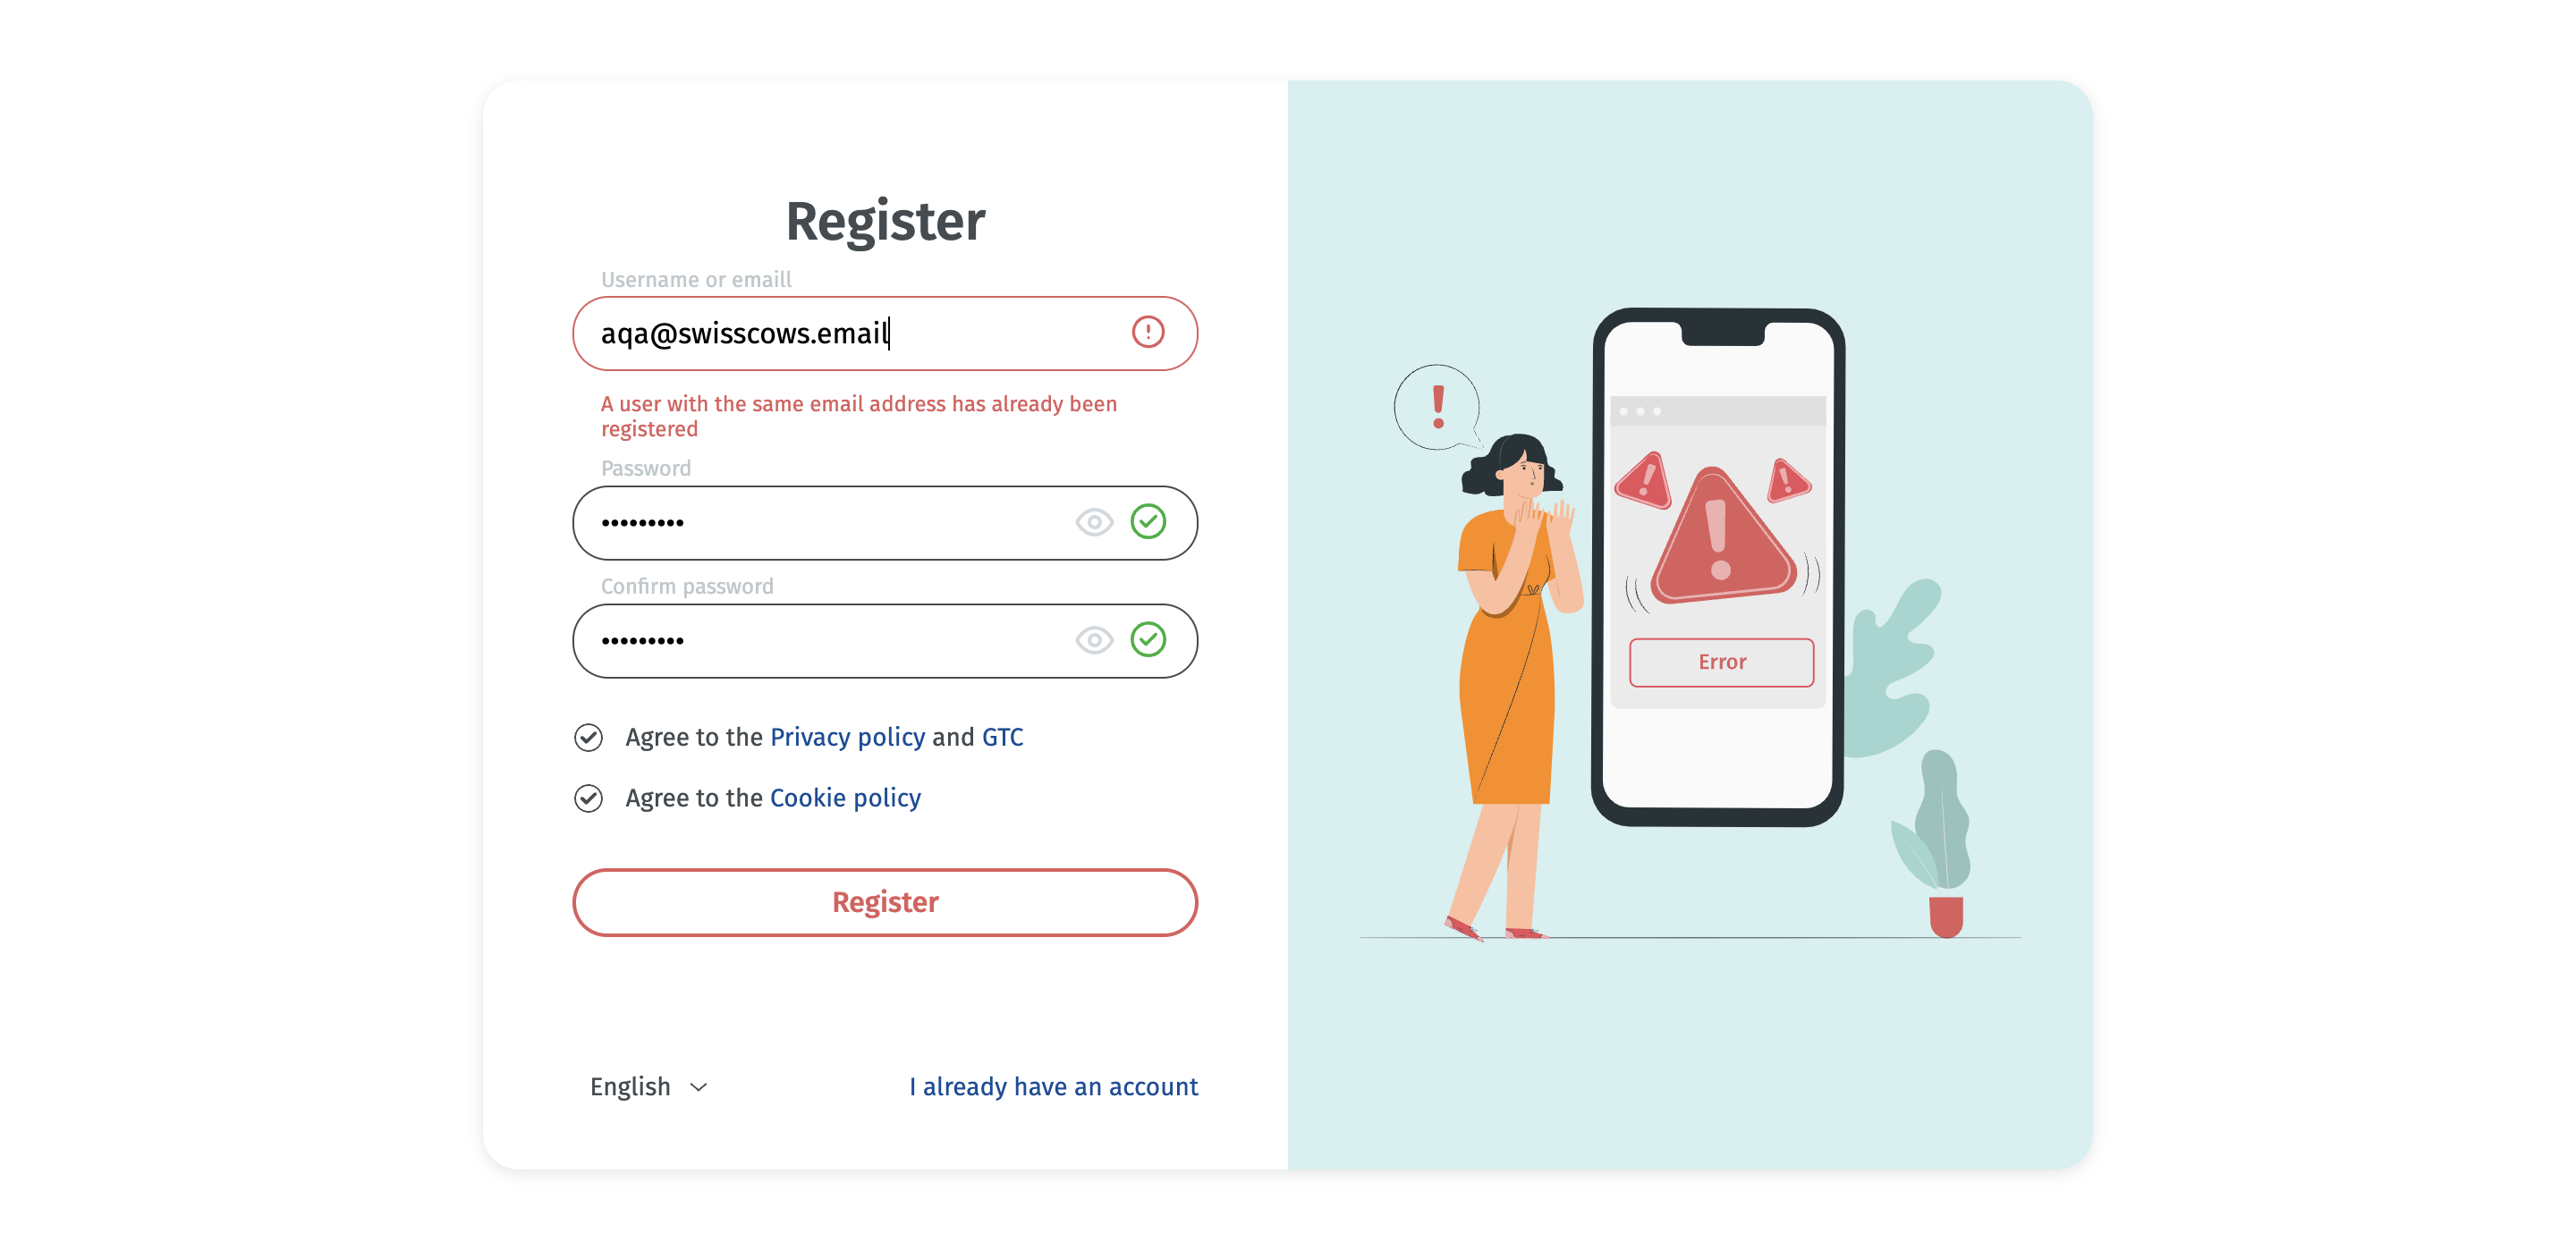 Register
Username or emaill
aqa@swisscows.email
A user with the same email address has already been
registered
Password
•••••••••
Confirm password
•••••••••
Agree to the Privacy policy and GTC
Agree to the Cookie policy
Register
English
I already have an account
Error